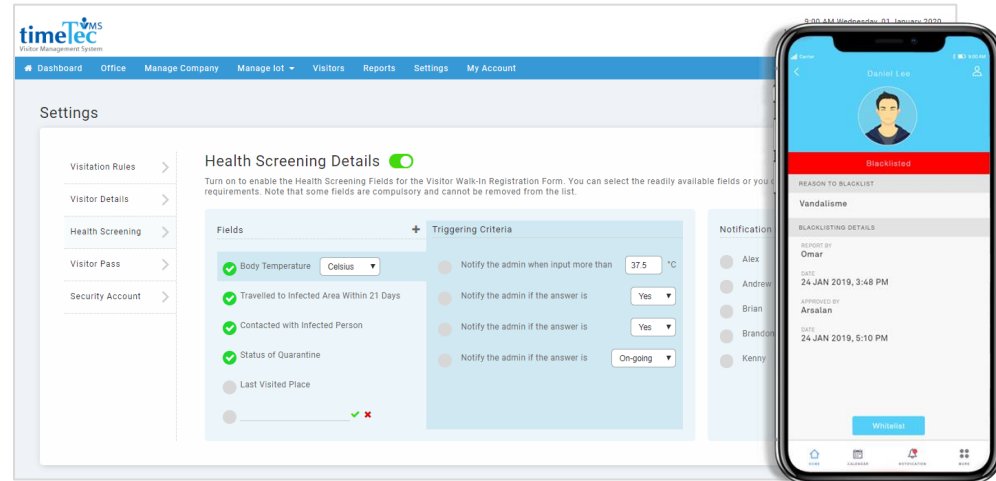 timeTec VMS
Visitor Management System
9:00 AM Wednesday, 01 January 2020
Dashboard Office Manage Company Manage Iot Visitors Reports Settings My Account
Settings
Visitation Rules
Visitor Details
Health Screening
Visitor Pass
Security Account
Health Screening Details
Turn on to enable the Health Screening Fields for the Visitor Walk-In Registration Form. You can select the readily available fields or you
requirements. Note that some fields are compulsory and cannot be removed from the list.
Fields +
Body Temperature Celsius
Travelled to Infected Area Within 21 Days
Contacted with Infected Person
Status of Quarantine
Last Visited Place
Triggering Criteria
Notify the admin when input more than 37.5 °C
Notify the admin if the answer is Yes
Notify the admin if the answer is Yes
Notify the admin if the answer is On-going
Notification
Alex
Andrew
Brian
Brandon
Kenny
Carrier 9:00 PM
Daniel Lee
Blacklisted
REASON TO BLACKLIST
Vandalisme
BLACKLISTING DETAILS
REPORT BY
Omar
DATE
24 JAN 2019, 3:48 PM
APPROVED BY
Arsalan
DATE
24 JAN 2019, 5:10 PM
Whitelist
HOME CALENDAR NOTIFICATION MORE